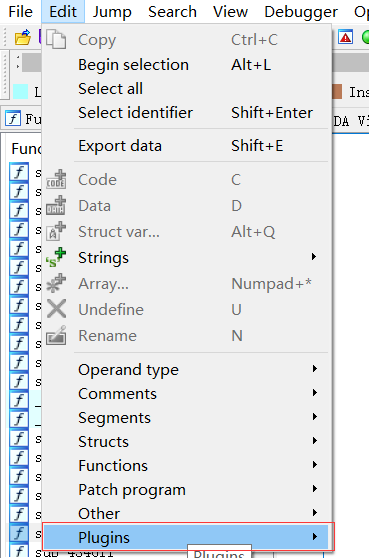 File Edit Jump Search View Debugger Op
Copy Ctrl+C
Begin selection Alt+L
Select all
Select identifier Shift+Enter
Export data Shift+E
Code C
Data D
Struct var... Alt+Q
Strings
Array... Numpad+*
Undefine U
Rename N
Operand type
Comments
Segments
Structs
Functions
Patch program
Other
Plugins
Plugins
L Ins
Fu DA Vi
Func